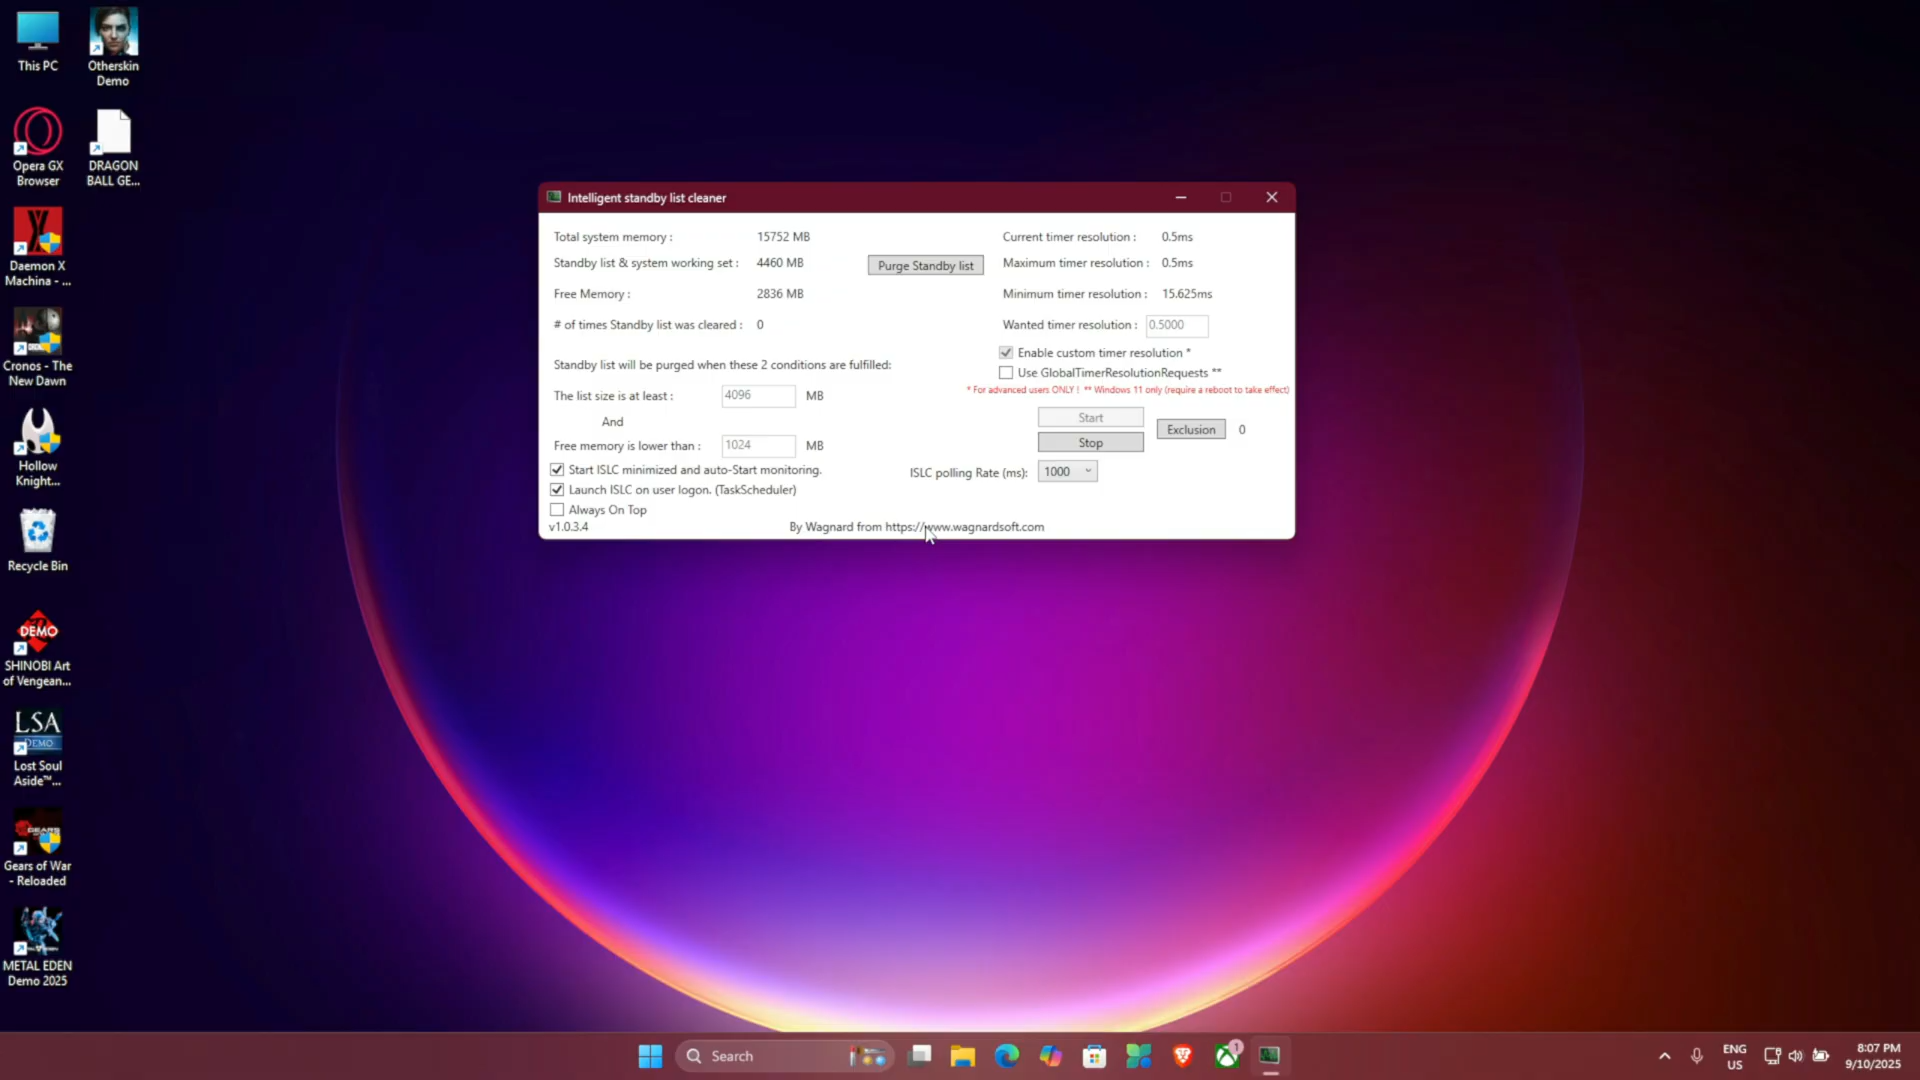 This PC
Otherskin
Demo
Opera GX
Browser
DRAGON
BALL GE...
Daemon X
Machina - ...
Cronos - The
New Dawn
Hollow
Knight...
Recycle Bin
DEMO
SHINOBI Art
of Vengean...
LSA
DEMO
Lost Soul
Aside™...
GEARS
Gears of War
- Reloaded
METAL EDEN
Demo 2025
Intelligent standby list cleaner
Total system memory : 15752 MB
Standby list & system working set : 4460 MB
Purge Standby list
Free Memory : 2836 MB
# of times Standby list was cleared : 0
Standby list will be purged when these 2 conditions are fulfilled:
The list size is at least : 4096 MB
And
Free memory is lower than : 1024 MB
Start ISLC minimized and auto-Start monitoring.
Launch ISLC on user logon. (TaskScheduler)
Always On Top
v1.0.3.4
By Wagnard from https://www.wagnardsoft.com
Current timer resolution : 0.5ms
Maximum timer resolution : 0.5ms
Minimum timer resolution : 15.625ms
Wanted timer resolution : 0.5000
Enable custom timer resolution *
Use GlobalTimerResolutionRequests **
* For advanced users ONLY ! ** Windows 11 only (require a reboot to take effect)
Start
Stop
Exclusion 0
ISLC polling Rate (ms): 1000
Search
1
ENG
US
8:07 PM
9/10/2025